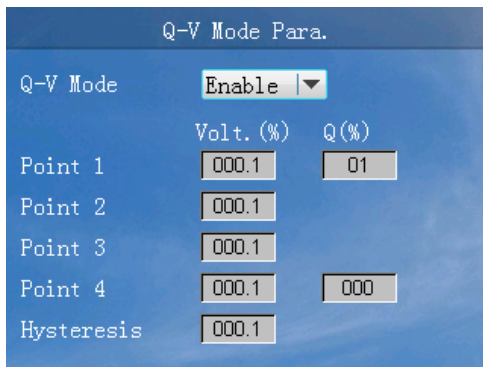 Q-V Mode Para.
Q-V Mode Enable
Volt.(%) Q(%)
Point 1 000.1 01
Point 2 000.1
Point 3 000.1
Point 4 000.1 000
Hysteresis 000.1